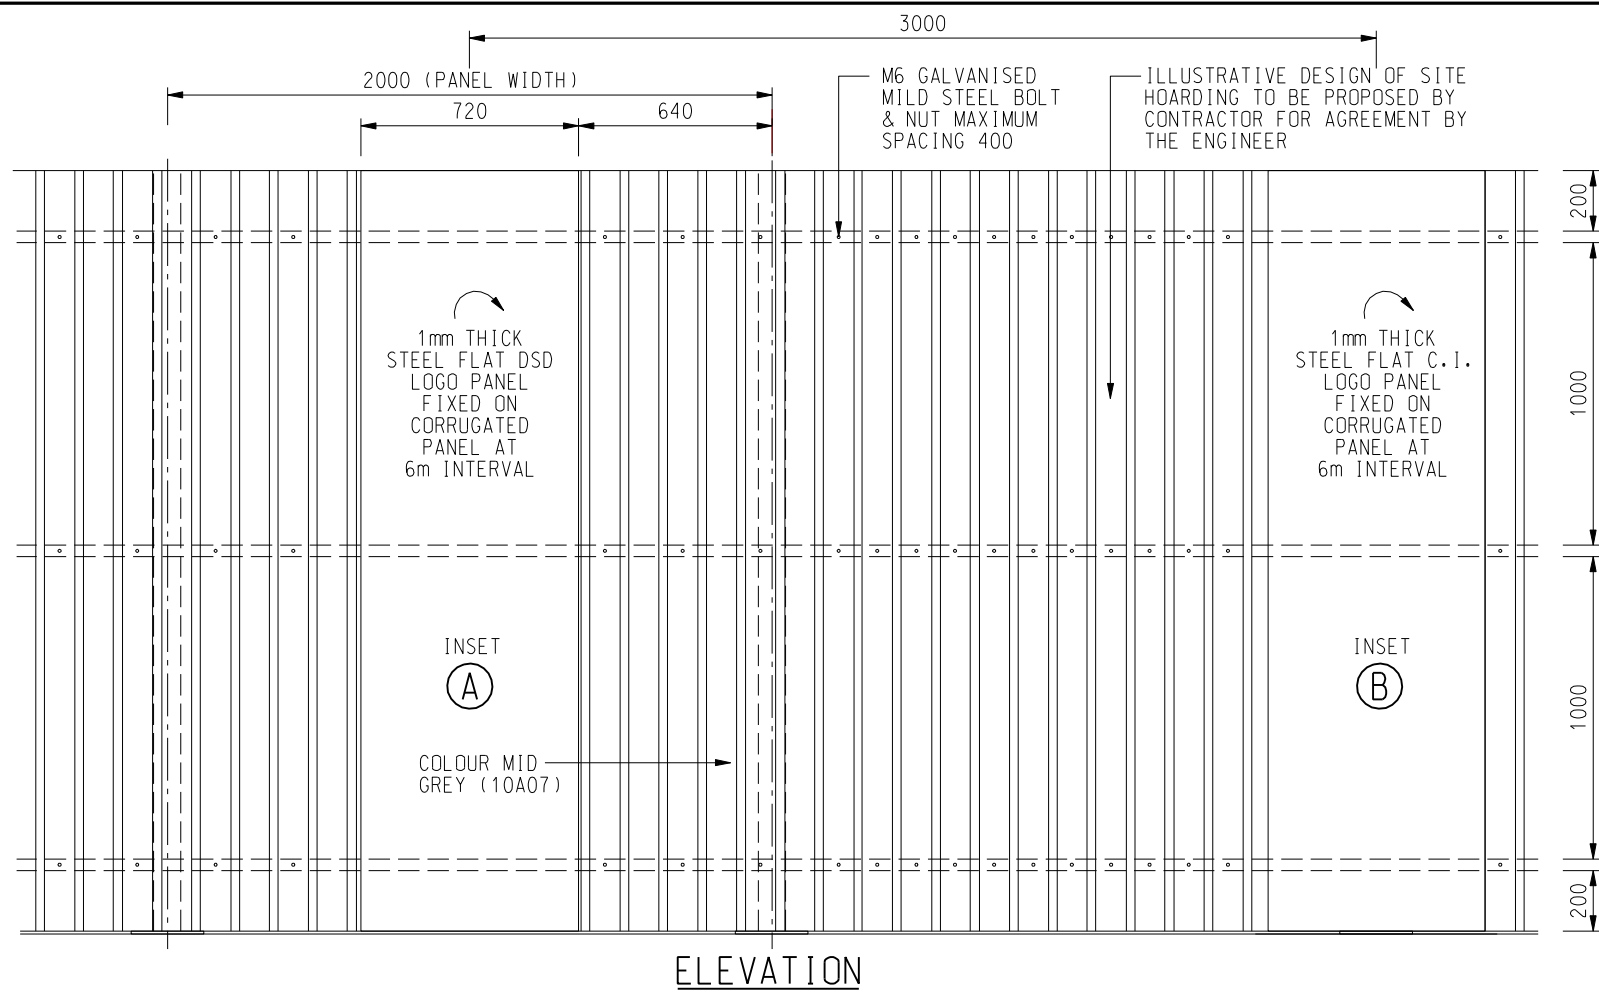 3000
2000 (PANEL WIDTH)
720
640
M6 GALVANISED
MILD STEEL BOLT
& NUT MAXIMUM
SPACING 400
ILLUSTRATIVE DESIGN OF SITE
HOARDING TO BE PROPOSED BY
CONTRACTOR FOR AGREEMENT BY
THE ENGINEER
200
1000
1000
200
1mm THICK
STEEL FLAT DSD
LOGO PANEL
FIXED ON
CORRUGATED
PANEL AT
6m INTERVAL
1mm THICK
STEEL FLAT C.I.
LOGO PANEL
FIXED ON
CORRUGATED
PANEL AT
6m INTERVAL
INSET
A
INSET
B
COLOUR MID
GREY (10A07)
ELEVATION